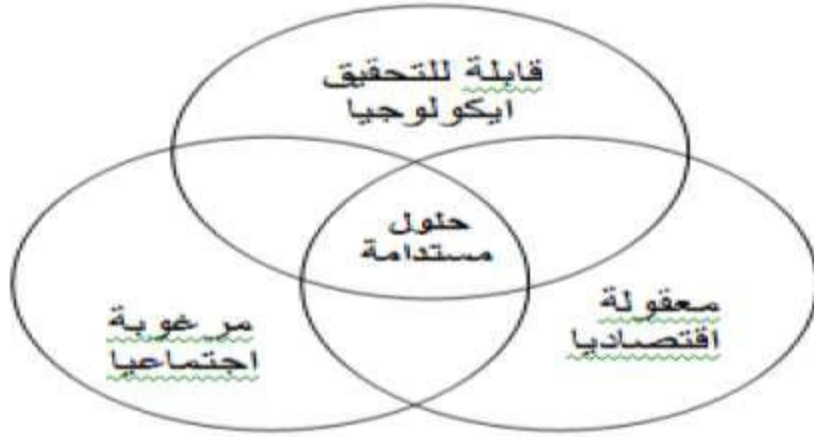 قابلة للتحقيق
ايكولوجيا
حلول
مستدامة
معقولة
اقتصاديا
مرغوبة
اجتماعيا